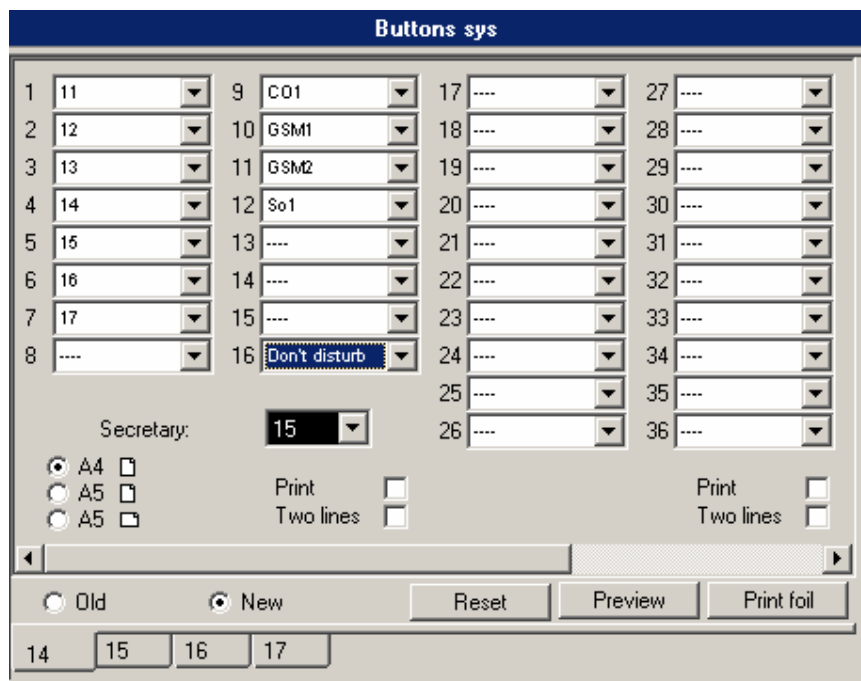 Buttons sys
1 11 9 CO1 17 ---- 27 ----
2 12 10 GSM1 18 ---- 28 ----
3 13 11 GSM2 19 ---- 29 ----
4 14 12 So1 20 ---- 30 ----
5 15 13 ---- 21 ---- 31 ----
6 16 14 ---- 22 ---- 32 ----
7 17 15 ---- 23 ---- 33 ----
8 ---- 16 Don't disturb 24 ---- 34 ----
25 ---- 35 ----
Secretary: 15 26 ---- 36 ----
A4
A5 Print Print
A5 Two lines Two lines
Old New Reset Preview Print foil
14 15 16 17